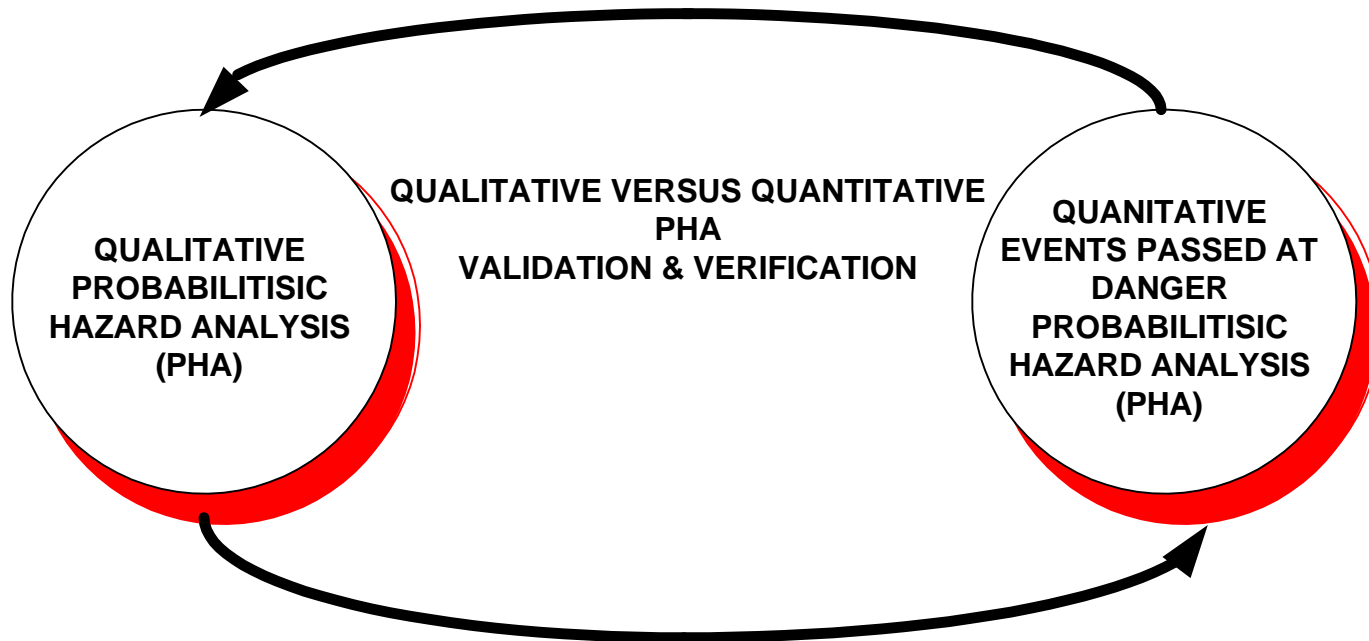 QUALITATIVE
PROBABILITISIC
HAZARD ANALYSIS
(PHA)
QUALITATIVE VERSUS QUANTITATIVE
PHA
VALIDATION & VERIFICATION
QUANITATIVE
EVENTS PASSED AT
DANGER
PROBABILITISIC
HAZARD ANALYSIS
(PHA)